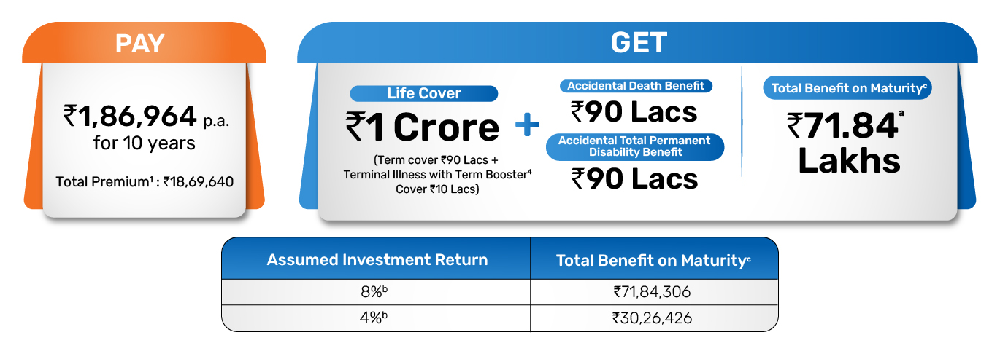 PAY
₹1,86,964 p.a.
for 10 years
Total Premium¹ : ₹18,69,640
GET
Life Cover
₹1 Crore
(Term cover ₹90 Lacs +
Terminal Illness with Term Booster⁴
Cover ₹10 Lacs)
+
Accidental Death Benefit
₹90 Lacs
Accidental Total Permanent
Disability Benefit
₹90 Lacs
Total Benefit on Maturityᶜ
₹71.84ᵃ
Lakhs
Assumed Investment Return Total Benefit on Maturityᶜ
8%ᵇ ₹71,84,306
4%ᵇ ₹30,26,426